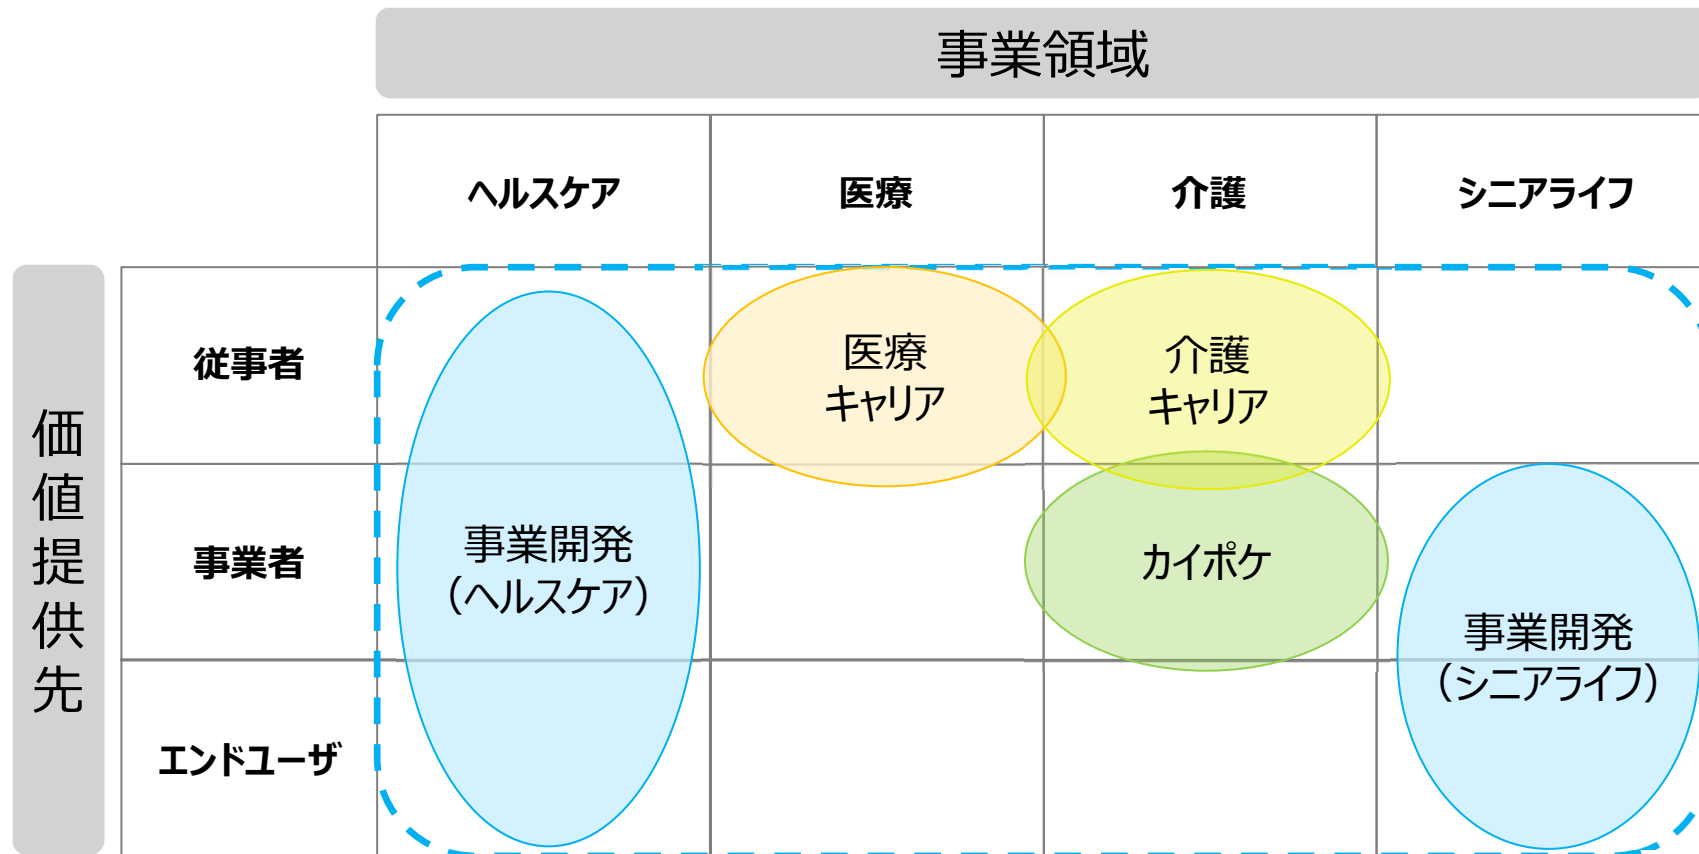 事業領域
ヘルスケア
医療
介護
シニアライフ
価値提供先
従事者
医療
キャリア
介護
キャリア
事業者
事業開発
（ヘルスケア）
カイポケ
事業開発
（シニアライフ）
エンドユーザ